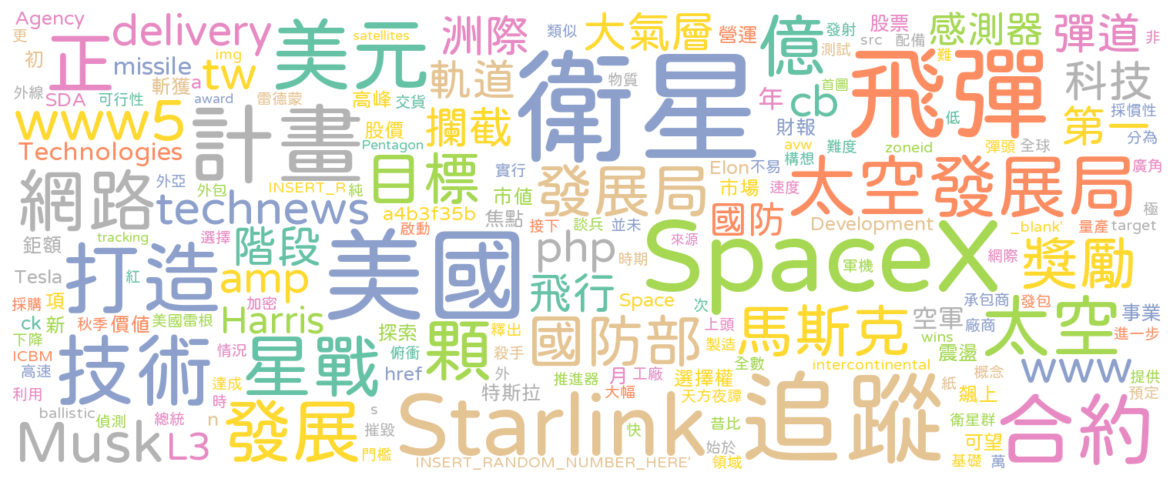 Agency
更
初
正
delivery
missile
img
tw
satellites
美元
洲際
類似
大氣層
物質
營運
億
發射
測試
股票
src
首圖
配備
難
感測器
彈道
非
外線
SDA
可行性
斬獲
a
award
雷德蒙
高峰
交貨
軌道
衛星
年
cb
低
飛彈
科技
第一
採慣性
分為
www5
Technologies
計畫
股價
Pentagon
攔截
財報
avw
構想
難度
zoneid
彈頭
全球
廣角
網路
外包
外亞
INSERT_R
純
目標
實行
市值
發展局
Elon
不易
市場
速度
太空發展局
極
technews
a4b3f35b
啟動
焦點
接下
談兵
並未
國防
Development
_blank'
量產
target
鉅額
tracking
選擇
階段
美國
php
時期
SpaceX
來源
軍機
網際
獎勵
Tesla
打造
紅
加密
amp
飛行
Space
次
採購
項
ck
新
秋季
價值
美國雷根
Harris
探索
釋出
國防部
上頭
製造
馬斯克
空軍
承包商
發包
廠商
wins
太空
事業
進一步
下降
ICBM
高速
技術
情況
星戰
俯衝
顆
殺手
外
推進器
全數
intercontinental
震盪
www
提供
利用
達成
時
href
特斯拉
月
工廠
大幅
選擇權
天方夜譚
概念
紙
飆上
預定
ballistic
偵測
總統
n
s
摧毀
Starlink
快
昔比
追蹤
衛星群
合約
Musk
L3
發展
門檻
INSERT_RANDOM_NUMBER_HERE'
始於
領域
可望
基礎
萬